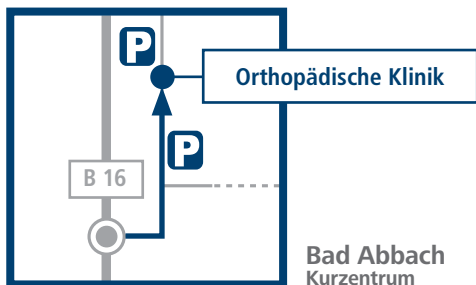 P
Orthopädische Klinik
P
B 16
Bad Abbach
Kurzentrum